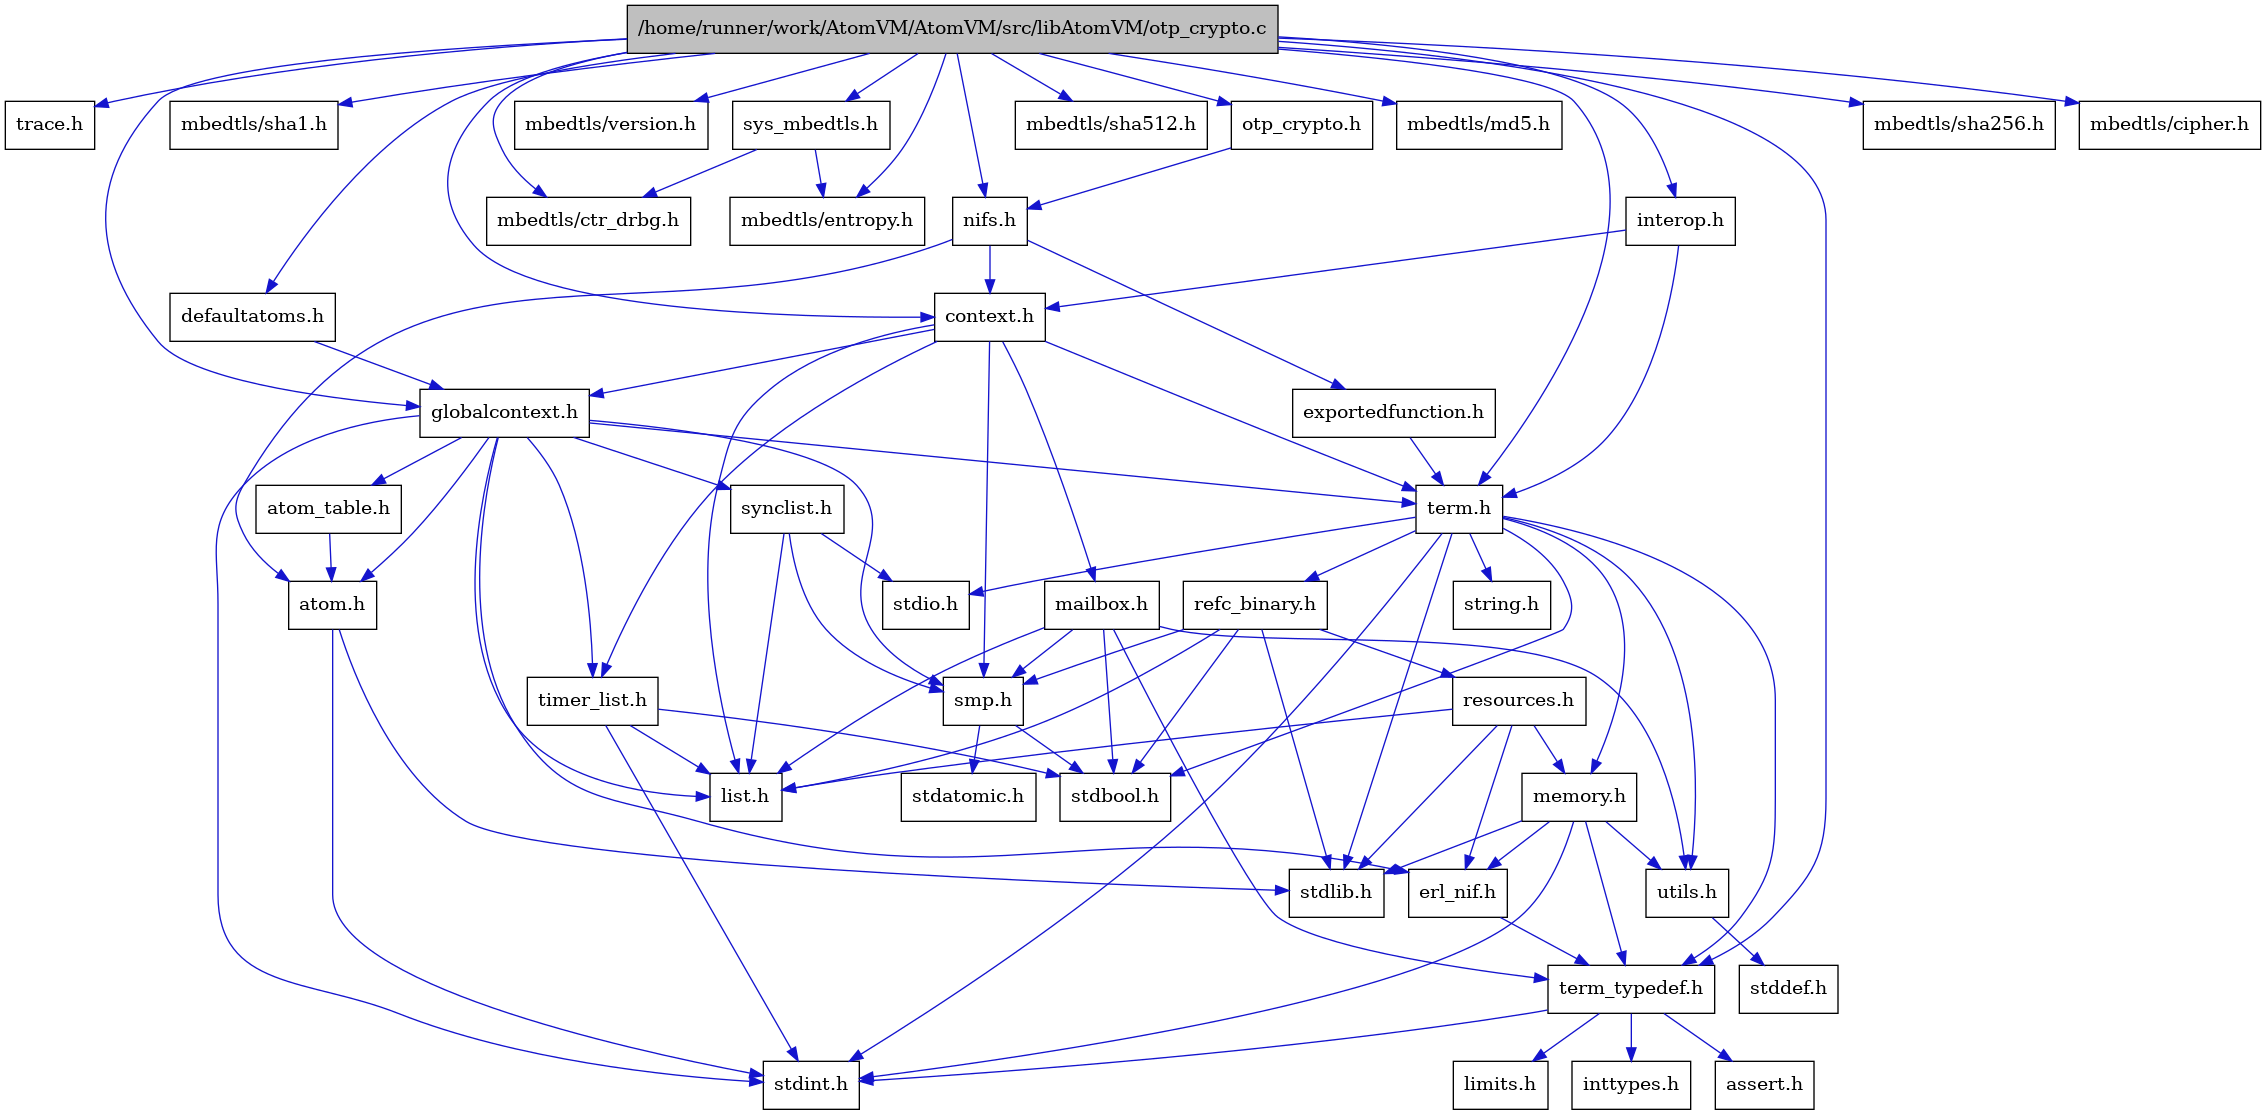 /home/runner/work/AtomVM/AtomVM/src/libAtomVM/otp_crypto.c
trace.h
mbedtls/sha1.h
mbedtls/version.h
sys_mbedtls.h
mbedtls/sha512.h
otp_crypto.h
mbedtls/md5.h
mbedtls/sha256.h
mbedtls/cipher.h
mbedtls/ctr_drbg.h
mbedtls/entropy.h
nifs.h
interop.h
defaultatoms.h
context.h
globalcontext.h
exportedfunction.h
atom_table.h
synclist.h
term.h
atom.h
stdio.h
mailbox.h
refc_binary.h
string.h
timer_list.h
smp.h
resources.h
list.h
stdatomic.h
stdbool.h
memory.h
stdlib.h
erl_nif.h
utils.h
term_typedef.h
stddef.h
stdint.h
limits.h
inttypes.h
assert.h